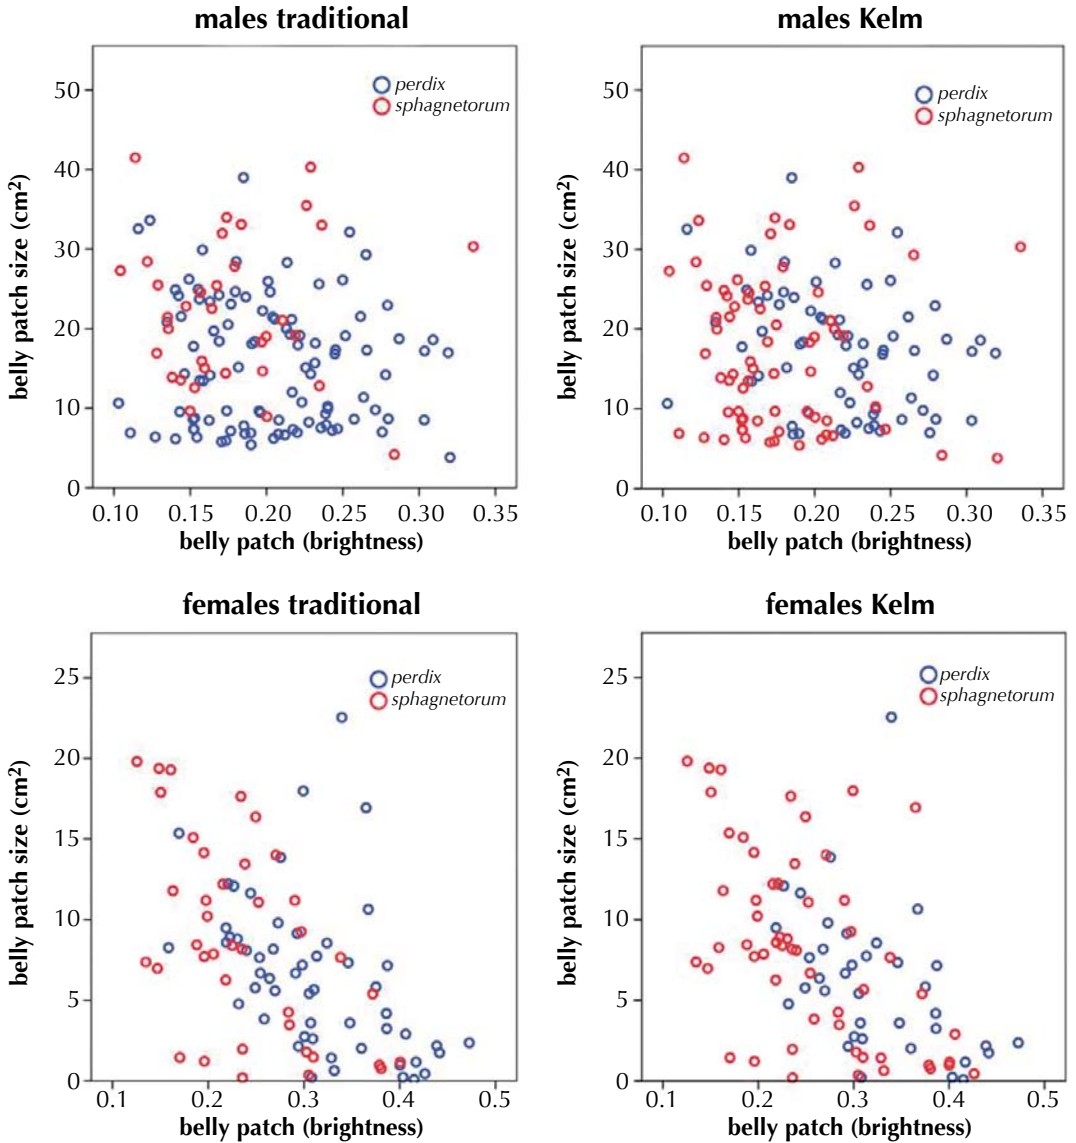 males traditional
50
40
30
20
10
0
belly patch size (cm²)
perdix
sphagnetorum
0.10 0.15 0.20 0.25 0.30 0.35
belly patch (brightness)
males Kelm
50
40
30
20
10
0
belly patch size (cm²)
perdix
sphagnetorum
0.10 0.15 0.20 0.25 0.30 0.35
belly patch (brightness)
females traditional
25
20
15
10
5
0
belly patch size (cm²)
perdix
sphagnetorum
0.1 0.2 0.3 0.4 0.5
belly patch (brightness)
females Kelm
25
20
15
10
5
0
belly patch size (cm²)
perdix
sphagnetorum
0.1 0.2 0.3 0.4 0.5
belly patch (brightness)